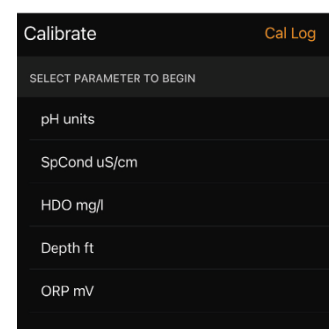 Calibrate Cal Log
SELECT PARAMETER TO BEGIN
pH units
SpCond uS/cm
HDO mg/l
Depth ft
ORP mV